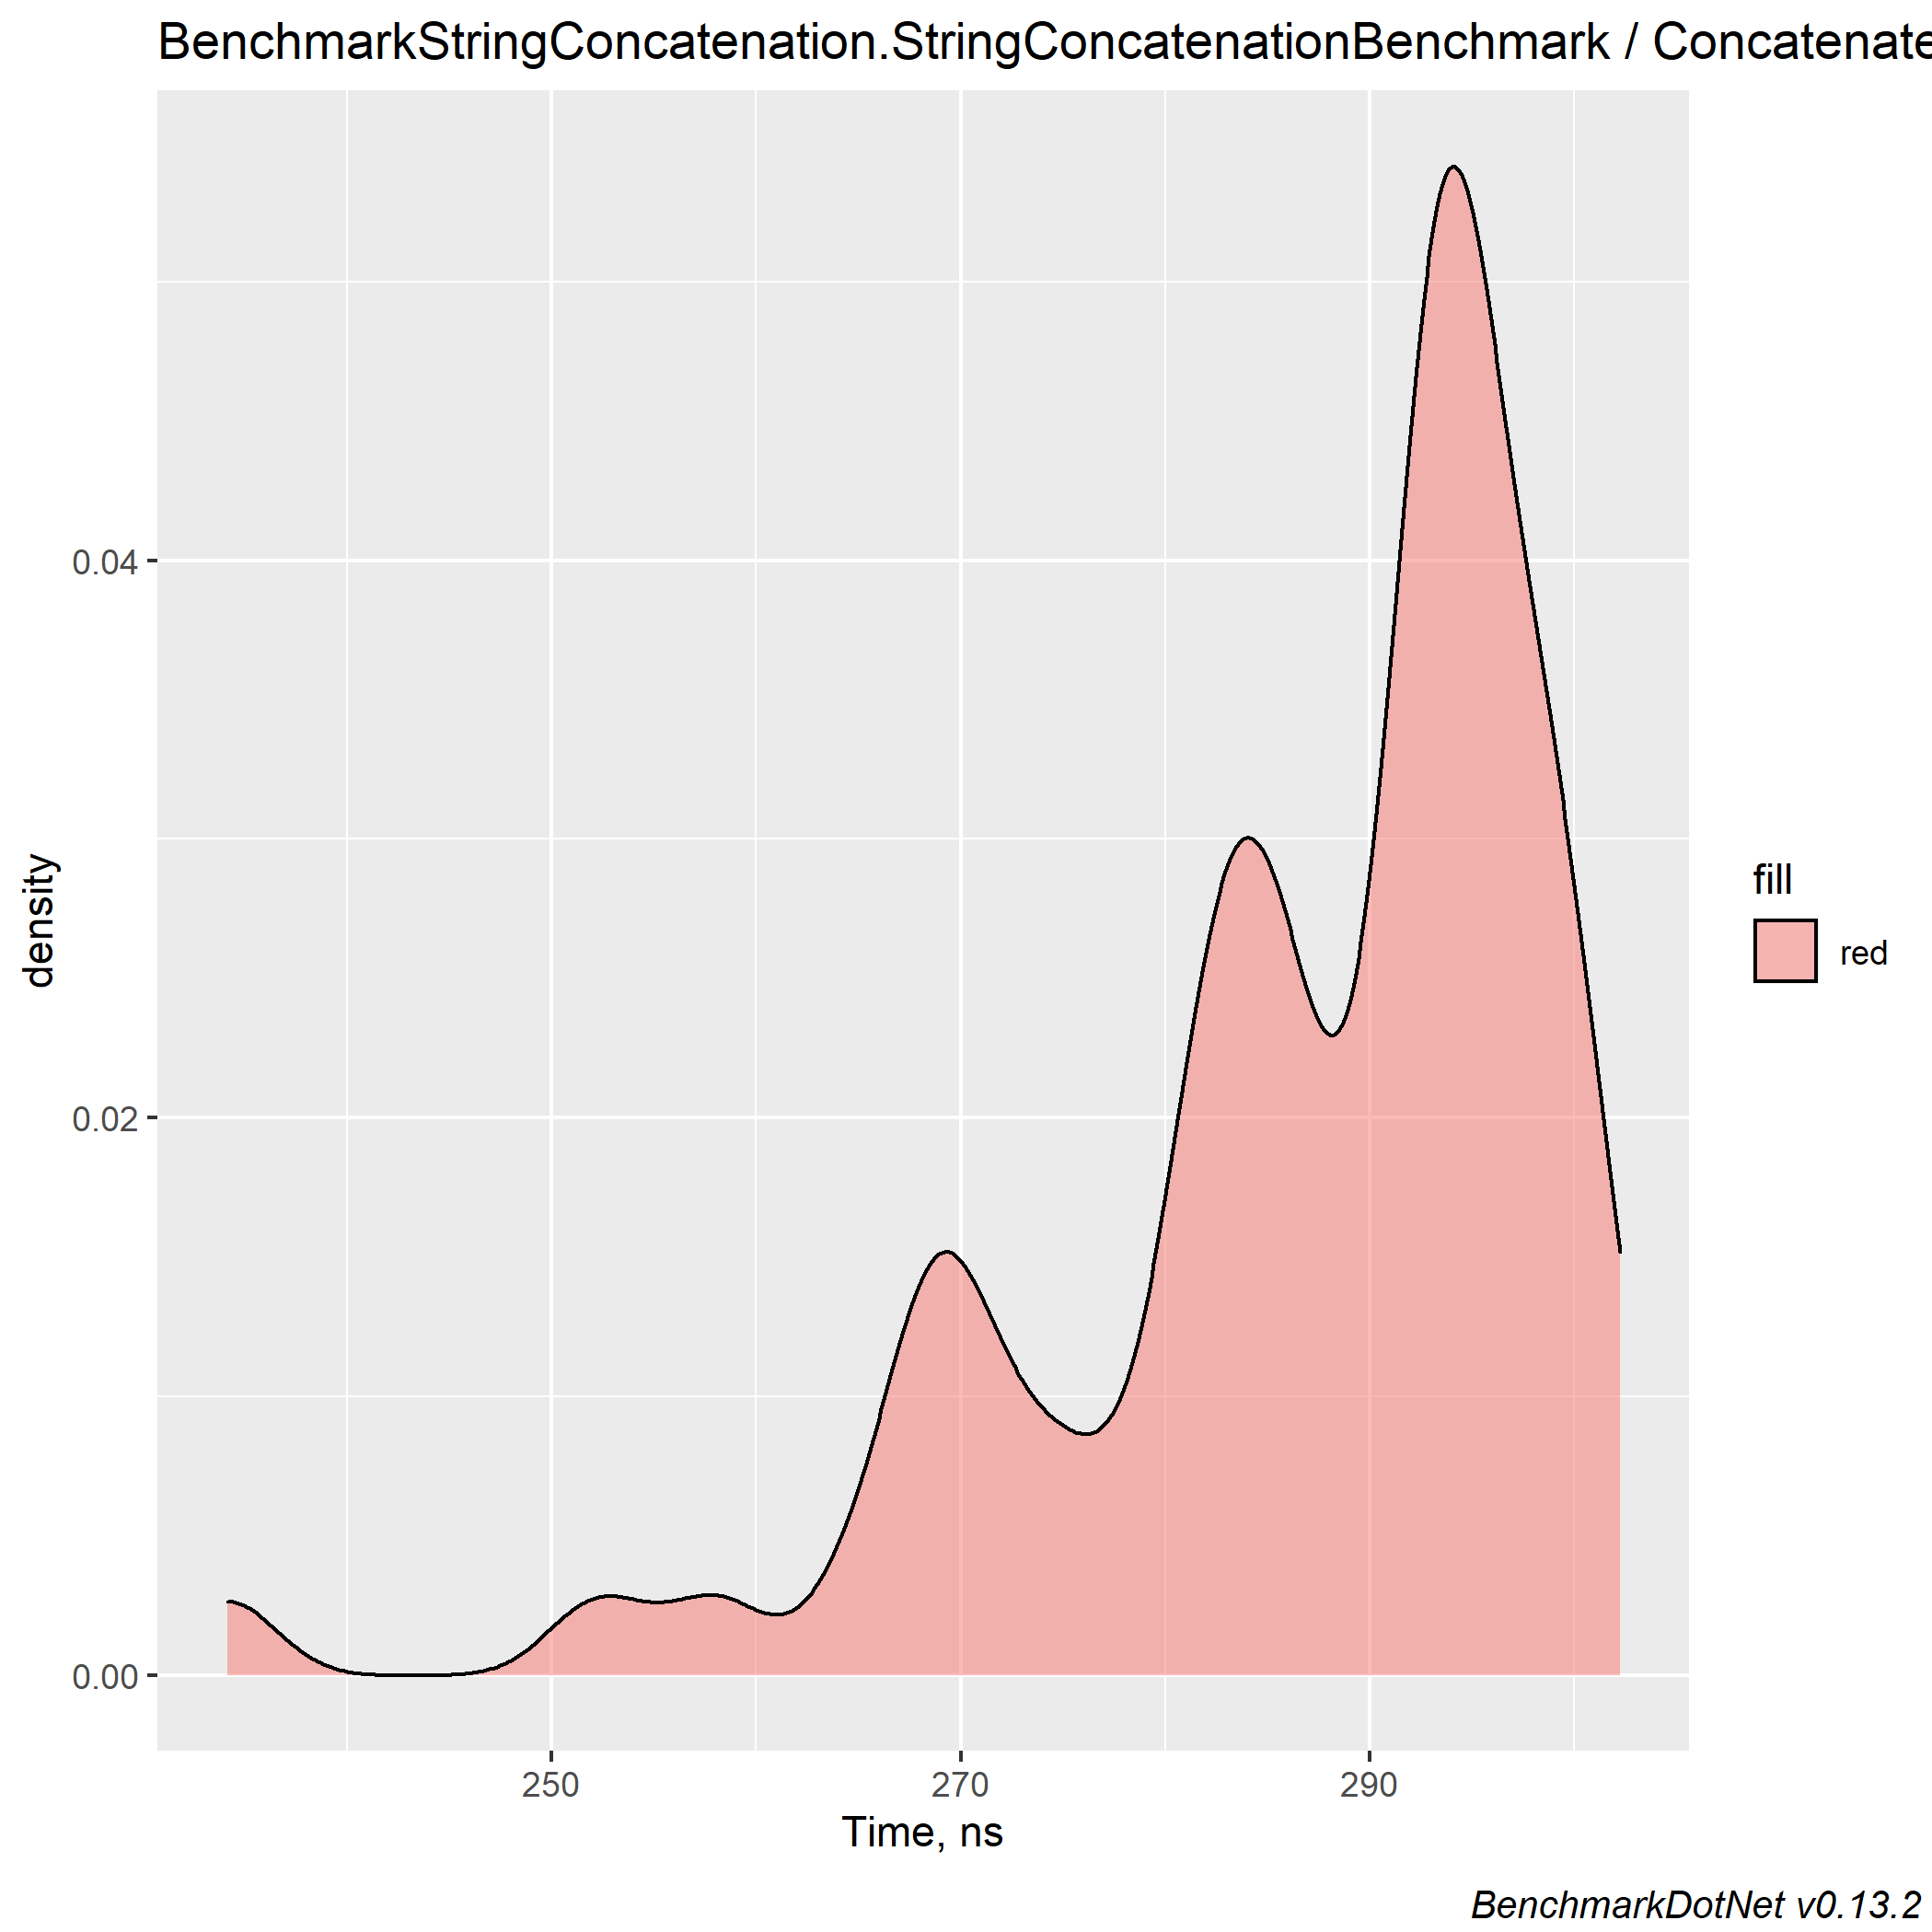 BenchmarkStringConcatenation.StringConcatenationBenchmark / Concatenate
0.04
0.02
0.00
density
250
270
290
Time, ns
fill
red
BenchmarkDotNet v0.13.2